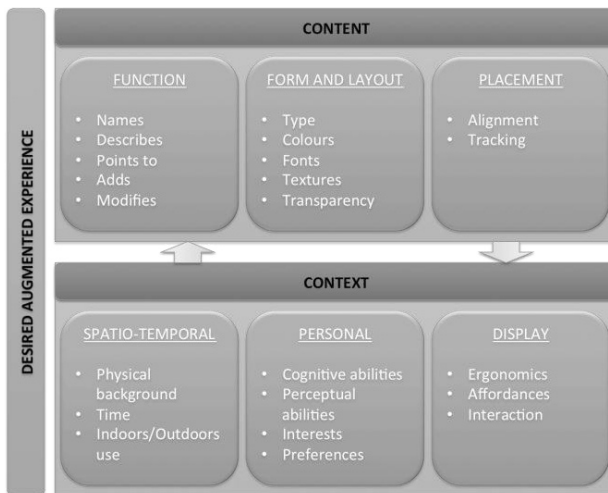 DESIRED AUGMENTED EXPERIENCE
CONTENT
FUNCTION
• Names
• Describes
• Points to
• Adds
• Modifies
FORM AND LAYOUT
• Type
• Colours
• Fonts
• Textures
• Transparency
PLACEMENT
• Alignment
• Tracking
CONTEXT
SPATIO-TEMPORAL
• Physical
background
• Time
• Indoors/Outdoors
use
PERSONAL
• Cognitive abilities
• Perceptual
abilities
• Interests
• Preferences
DISPLAY
• Ergonomics
• Affordances
• Interaction